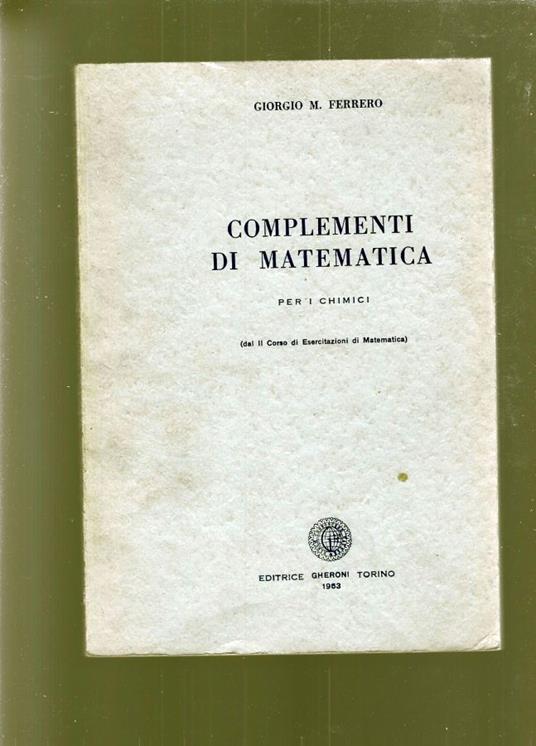 GIORGIO M. FERRERO
COMPLEMENTI
DI MATEMATICA
PER I CHIMICI
(dal II Corso di Esercitazioni di Matematica)
EDITRICE GHERONI TORINO
1963